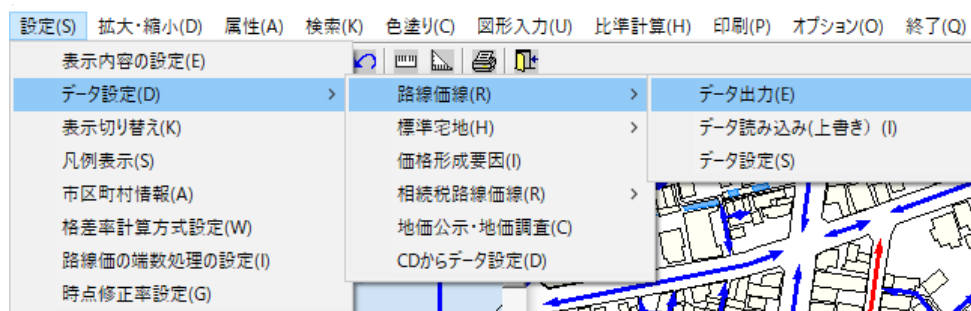 設定(S) 拡大・縮小(D) 属性(A) 検索(K) 色塗り(C) 図形入力(U) 比準計算(H) 印刷(P) オプション(O) 終了(Q)
表示内容の設定(E)
データ設定(D) > 路線価線(R) > データ出力(E)
表示切り替え(K) 標準宅地(H) > データ読み込み(上書き) (I)
凡例表示(S) 価格形成要因(I) データ設定(S)
市区町村情報(A) 相続税路線価線(R) >
格差率計算方式設定(W) 地価公示・地価調査(C)
路線価の端数処理の設定(I) CDからデータ設定(D)
時点修正率設定(G)